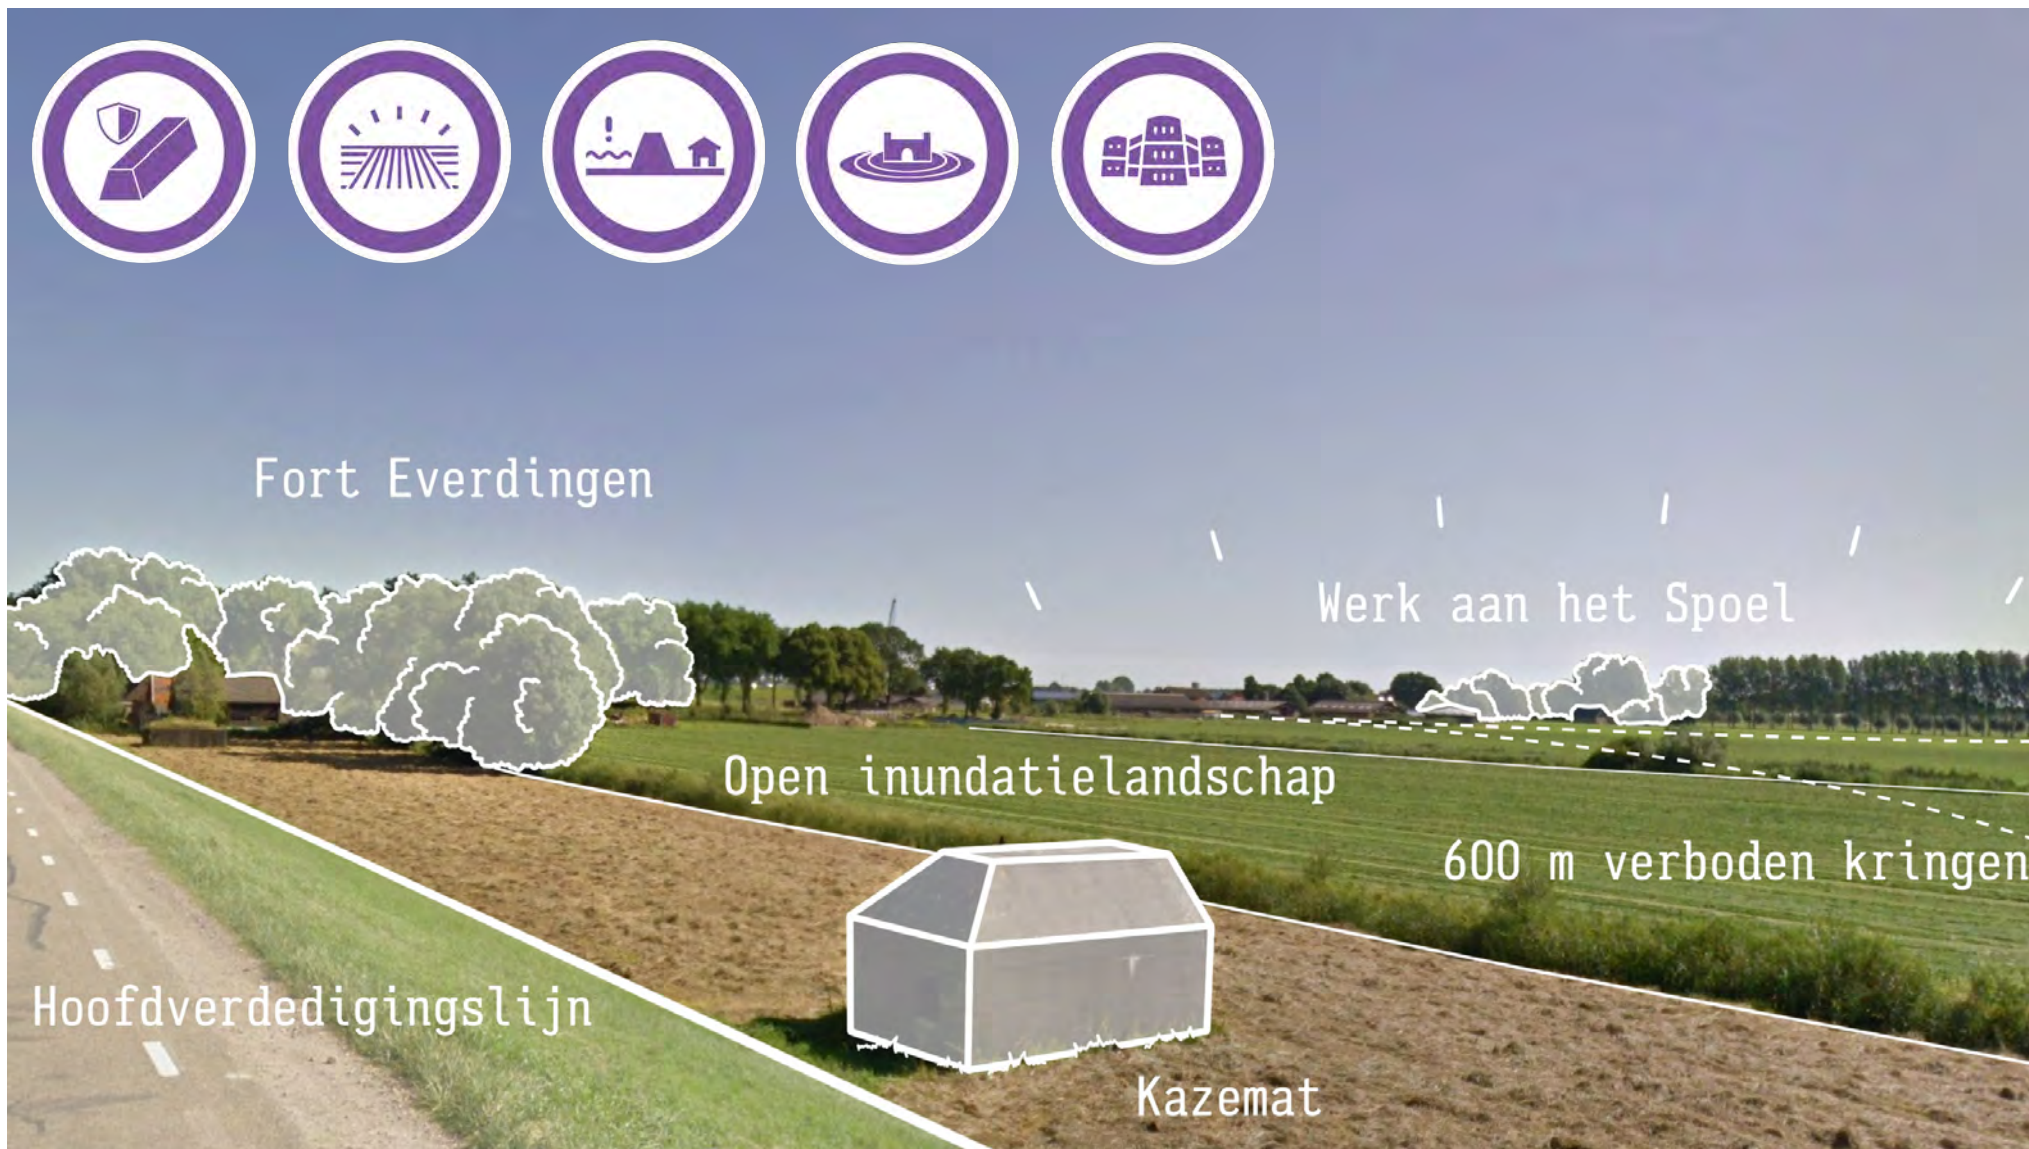 Fort Everdingen
Werk aan het Spoel
Open inundatielandschap
600 m verboden kringen
Hoofdverdedigingslijn
Kazemat